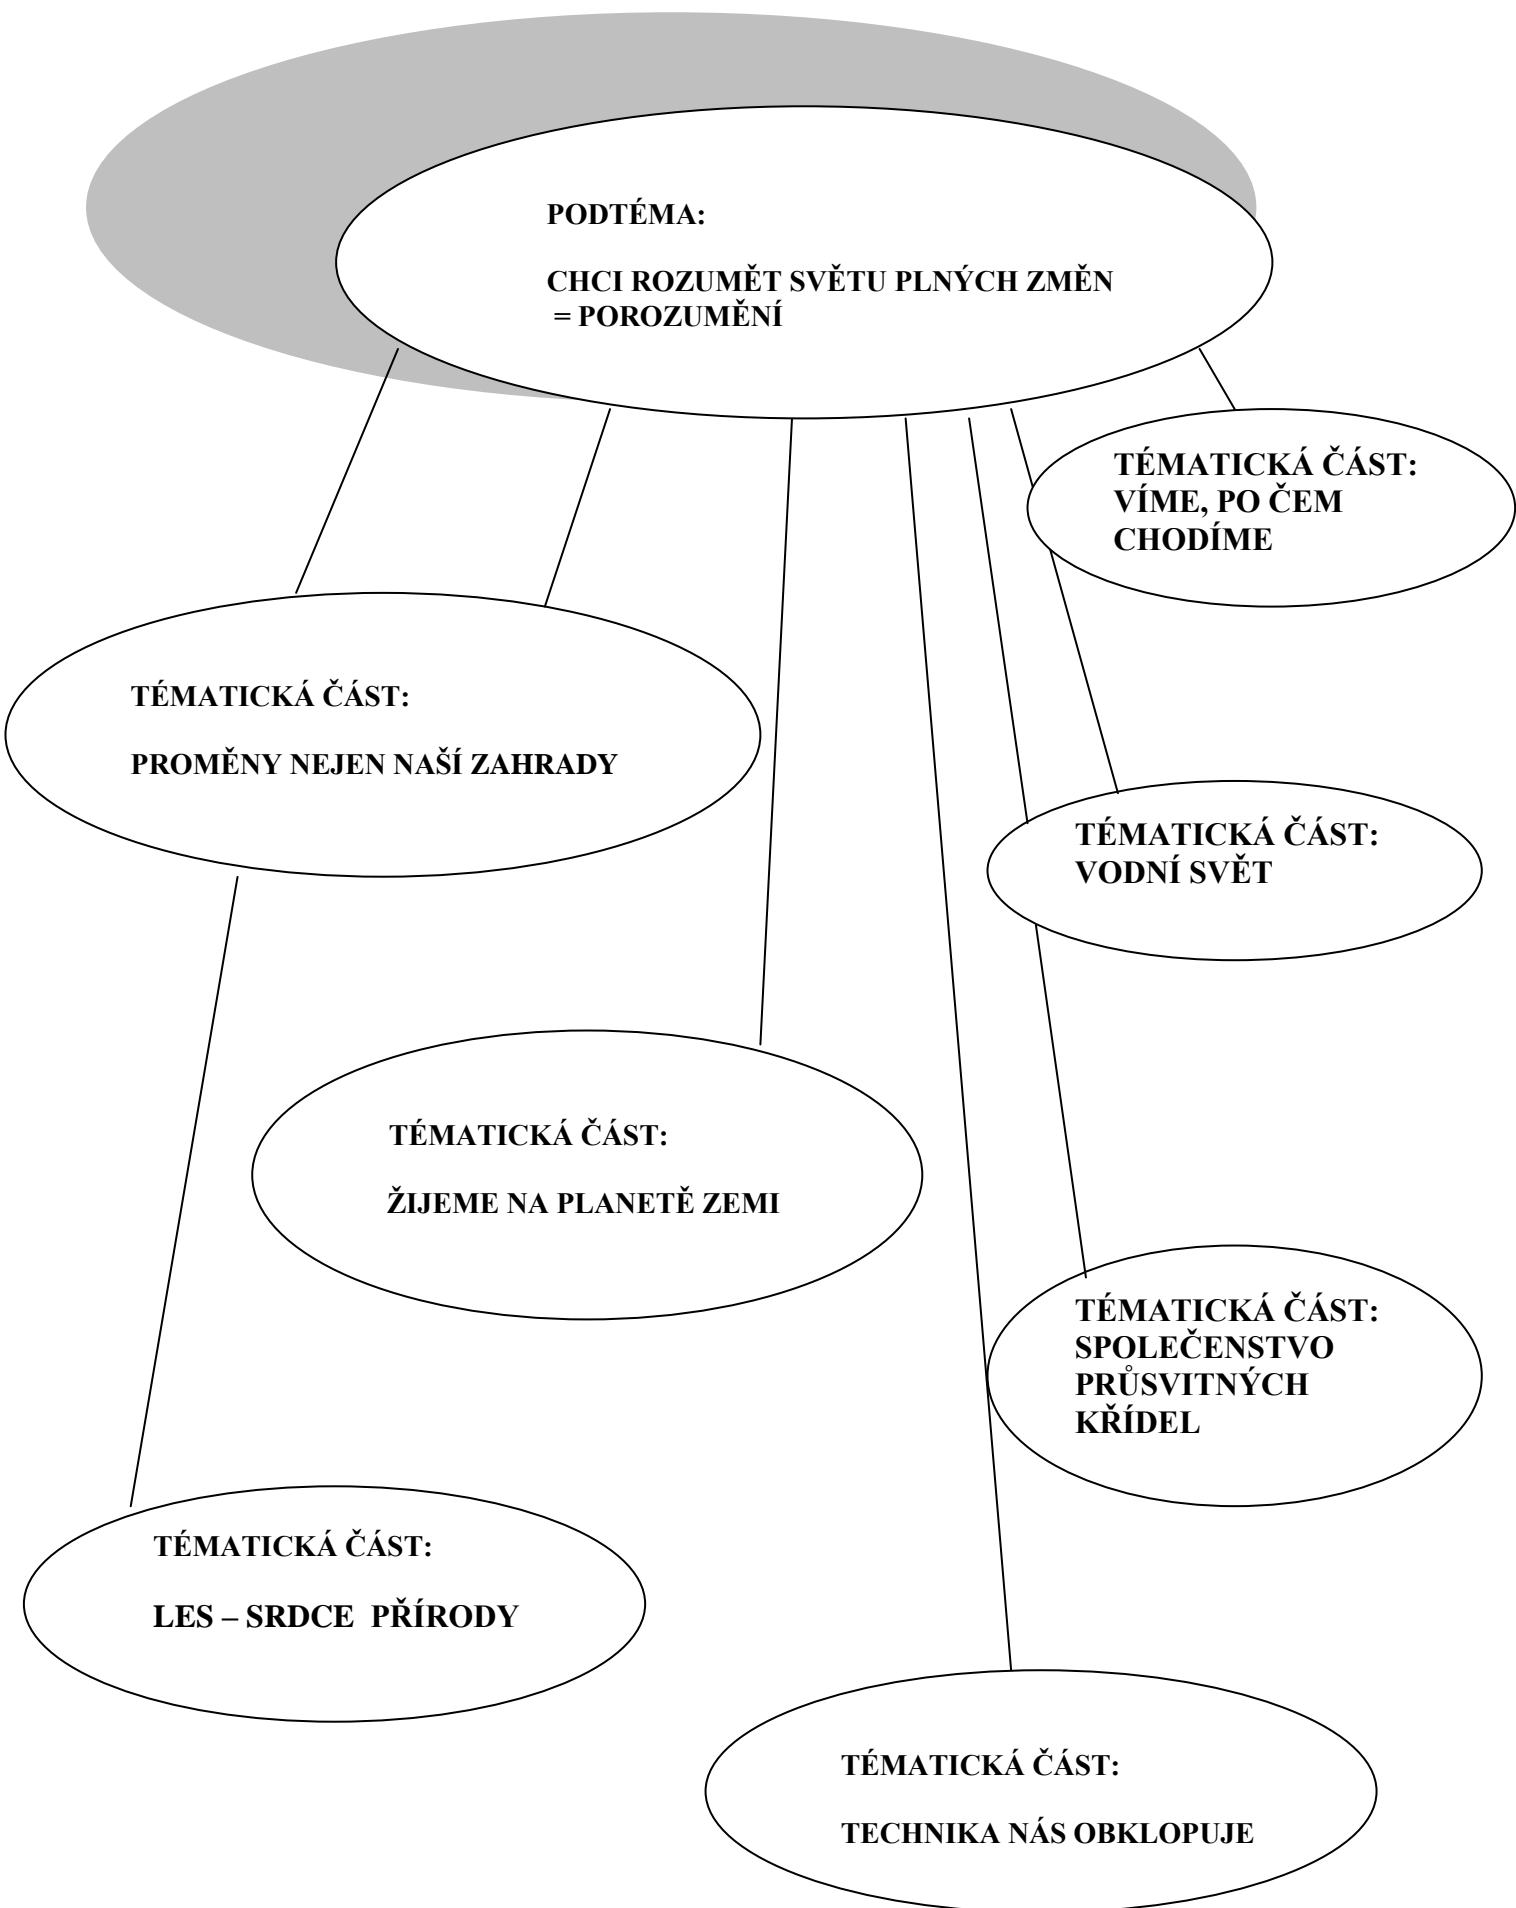 PODTÉMA:
CHCI ROZUMĚT SVĚTU PLNÝCH ZMĚN
= POROZUMĚNÍ
TÉMATICKÁ ČÁST:
VÍME, PO ČEM
CHODÍME
TÉMATICKÁ ČÁST:
PROMĚNY NEJEN NAŠÍ ZAHRADY
TÉMATICKÁ ČÁST:
VODNÍ SVĚT
TÉMATICKÁ ČÁST:
ŽIJEME NA PLANETĚ ZEMI
TÉMATICKÁ ČÁST:
SPOLEČENSTVO
PRŮSVITNÝCH
KŘÍDEL
TÉMATICKÁ ČÁST:
LES – SRDCE PŘÍRODY
TÉMATICKÁ ČÁST:
TECHNIKA NÁS OBKLOPUJE